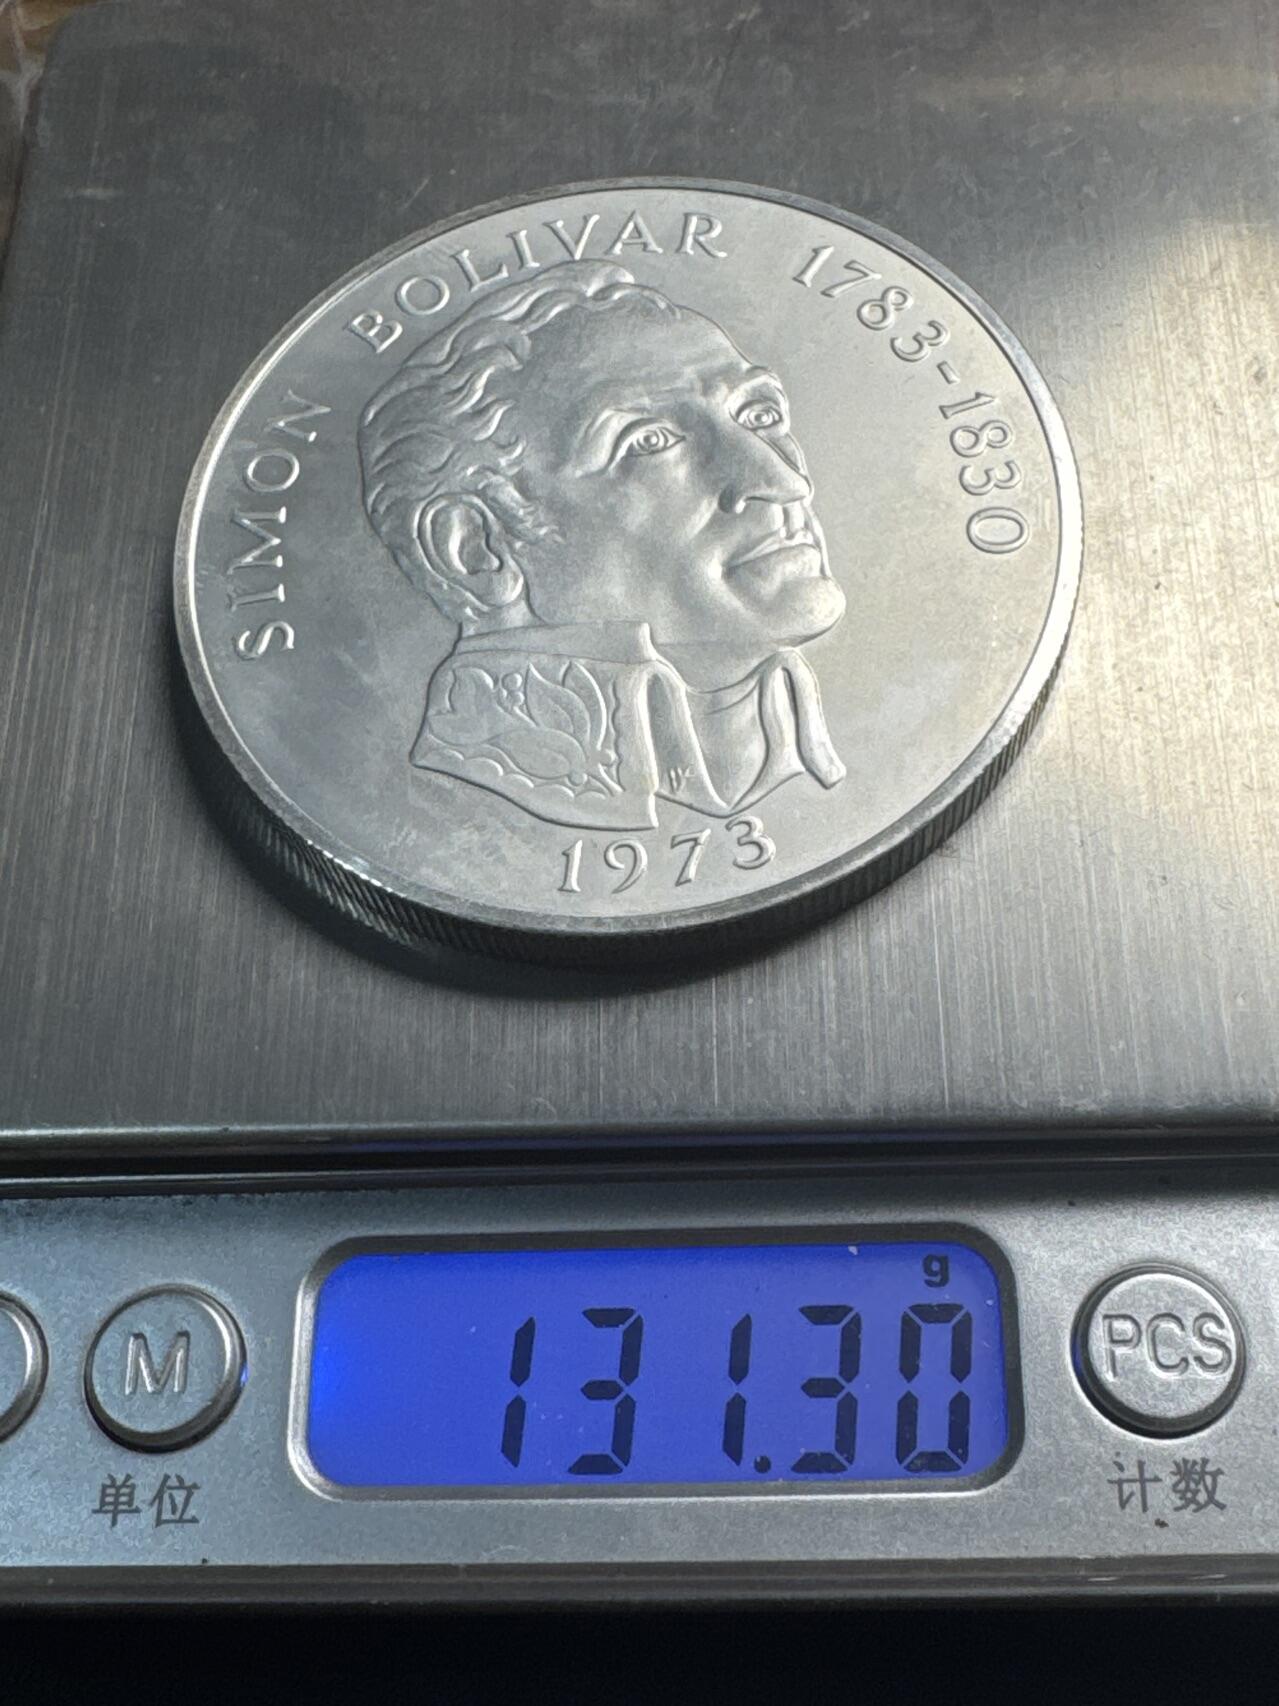 SIMON BOLIVAR 1783-1830
1973
g
131.30
M
PCS
单位
计数